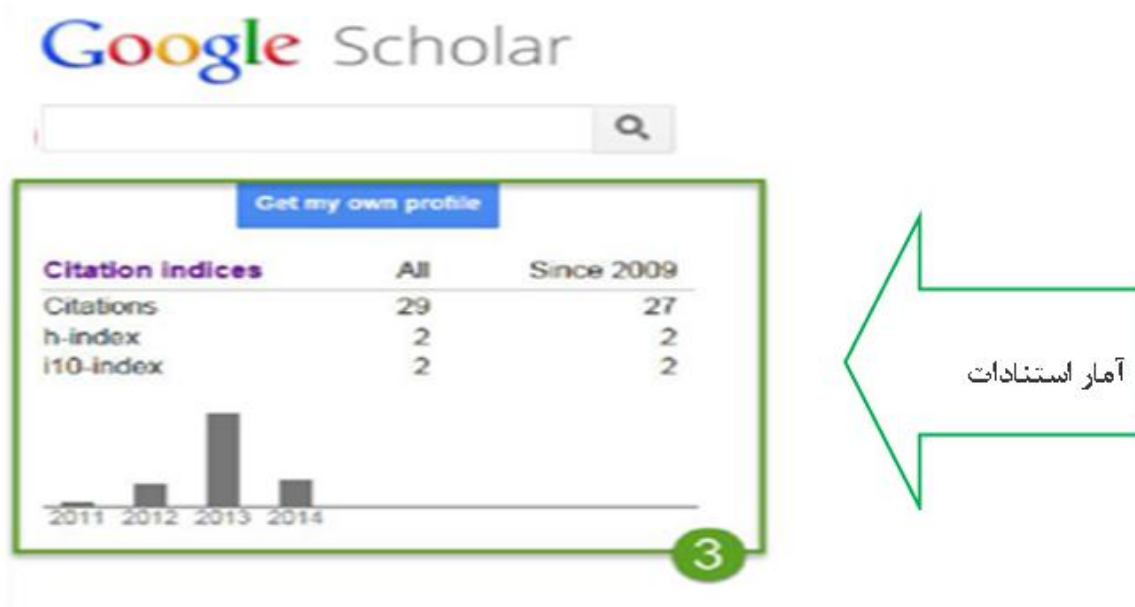 Google Scholar
Get my own profile
Citation indices All Since 2009
Citations 29 27
h-index 2 2
i10-index 2 2
2011 2012 2013 2014
3
آمار استنادات